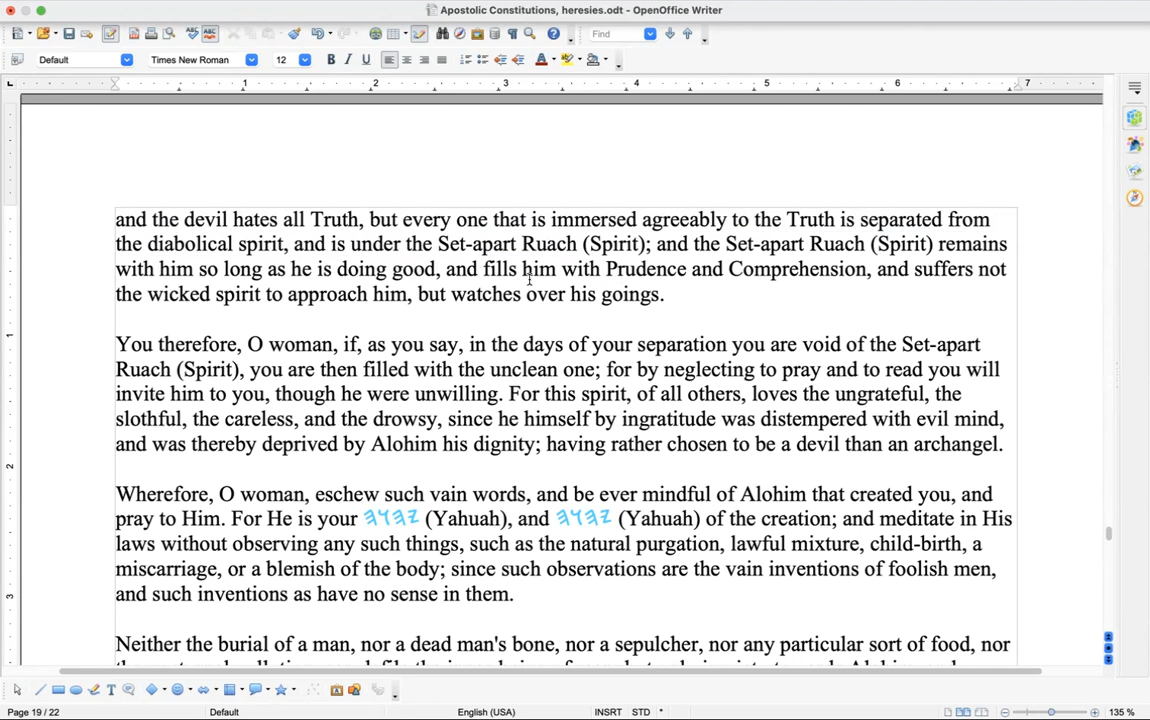 Apostolic Constitutions, heresies.odt - OpenOffice Writer
Find
Default
Times New Roman
12
B I U
1 2 3 4 5 6 7
and the devil hates all Truth, but every one that is immersed agreeably to the Truth is separated from
the diabolical spirit, and is under the Set-apart Ruach (Spirit); and the Set-apart Ruach (Spirit) remains
with him so long as he is doing good, and fills him with Prudence and Comprehension, and suffers not
the wicked spirit to approach him, but watches over his goings.
You therefore, O woman, if, as you say, in the days of your separation you are void of the Set-apart
Ruach (Spirit), you are then filled with the unclean one; for by neglecting to pray and to read you will
invite him to you, though he were unwilling. For this spirit, of all others, loves the ungrateful, the
slothful, the careless, and the drowsy, since he himself by ingratitude was distempered with evil mind,
and was thereby deprived by Alohim his dignity; having rather chosen to be a devil than an archangel.
Wherefore, O woman, eschew such vain words, and be ever mindful of Alohim that created you, and
pray to Him. For He is your 𐤉𐤄𐤅𐤄 (Yahuah), and 𐤉𐤄𐤅𐤄 (Yahuah) of the creation; and meditate in His
laws without observing any such things, such as the natural purgation, lawful mixture, child-birth, a
miscarriage, or a blemish of the body; since such observations are the vain inventions of foolish men,
and such inventions as have no sense in them.
Neither the burial of a man, nor a dead man's bone, nor a sepulcher, nor any particular sort of food, nor
Page 19 / 22
Default
English (USA)
INSRT STD *
135 %